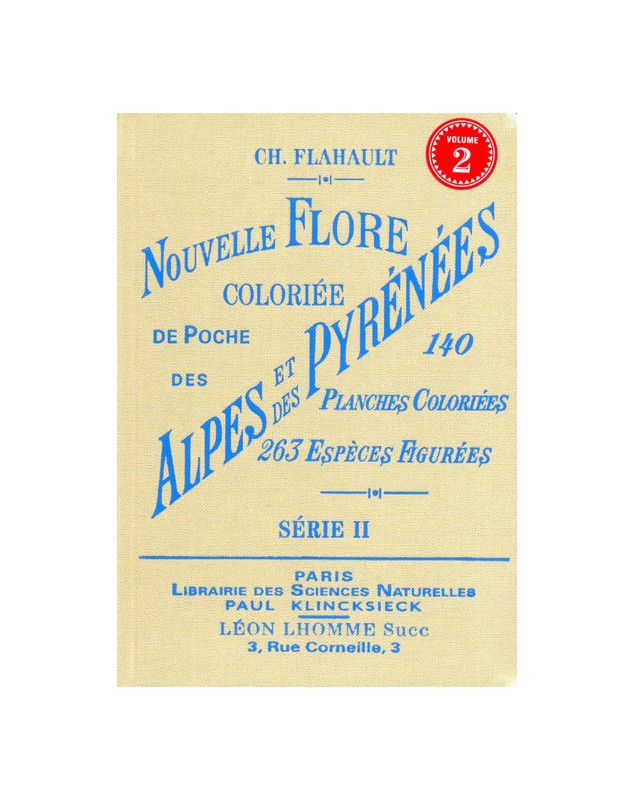 VOLUME
2
CH. FLAHAULT
NOUVELLE FLORE
COLORIÉE
DE POCHE
DES
ALPES ET DES PYRÉNÉES
140
PLANCHES COLORIÉES
263 ESPÈCES FIGURÉES
SÉRIE II
PARIS
LIBRAIRIE DES SCIENCES NATURELLES
PAUL KLINCKSIECK
LÉON LHOMME Succ
3, Rue Corneille, 3